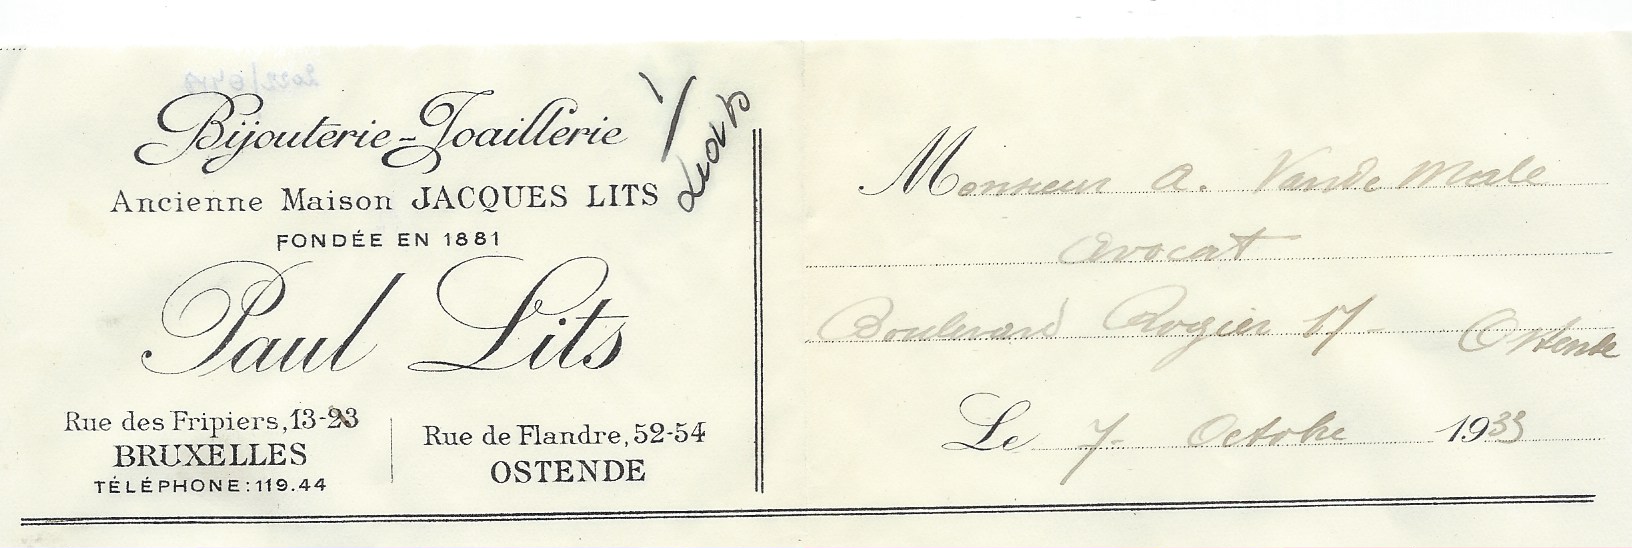 Bijouterie-Joaillerie
Ancienne Maison JACQUES LITS
FONDÉE EN 1881
Paul Lits
Rue des Fripiers, 13-23
BRUXELLES
TÉLÉPHONE: 119.44
Rue de Flandre, 52-54
OSTENDE
Monsieur A. Vande Moele
Avocat
Boulevard Rogier 17- Ostende
Le 7- Octobre 1933